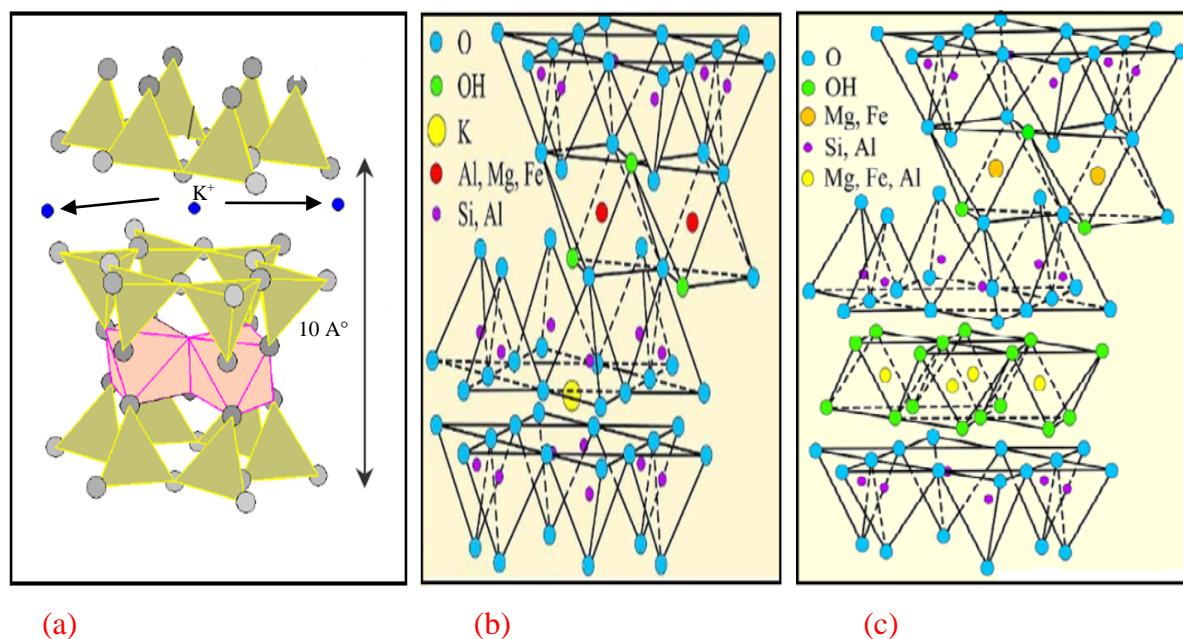 K+
10 A°
O
OH
K
Al, Mg, Fe
Si, Al
O
OH
Mg, Fe
Si, Al
Mg, Fe, Al
(a)
(b)
(c)